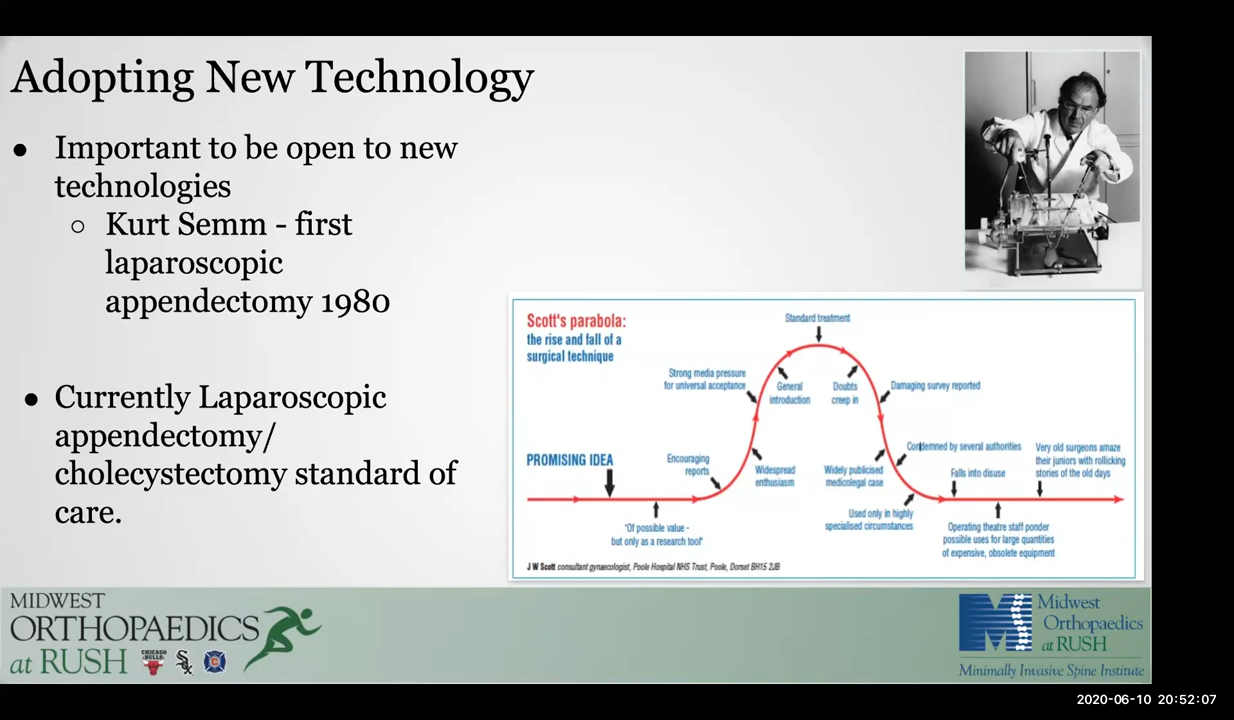 Adopting New Technology
● Important to be open to new
technologies
○ Kurt Semm - first
laparoscopic
appendectomy 1980
● Currently Laparoscopic
appendectomy/
cholecystectomy standard of
care.
Scott's parabola:
the rise and fall of a
surgical technique
PROMISING IDEA
"Of possible value -
but only as a research tool"
Encouraging
reports
Widespread
enthusiasm
Strong media pressure
for universal acceptance
General
introduction
Standard treatment
Doubts
creep in
Damaging survey reported
Widely publicised
medicolegal case
Condemned by several authorities
Used only in highly
specialised circumstances
Falls into disuse
Operating theatre staff ponder
possible uses for large quantities
of expensive, obsolete equipment
Very old surgeons amaze
their juniors with rollicking
stories of the old days
J W Scott consultant gynaecologist, Poole Hospital NHS Trust, Poole, Dorset BH15 2JB
MIDWEST
ORTHOPAEDICS
at RUSH
CHICAGO
BULLS
SOX
Midwest
Orthopaedics
at RUSH
Minimally Invasive Spine Institute
2020-06-10 20:52:07